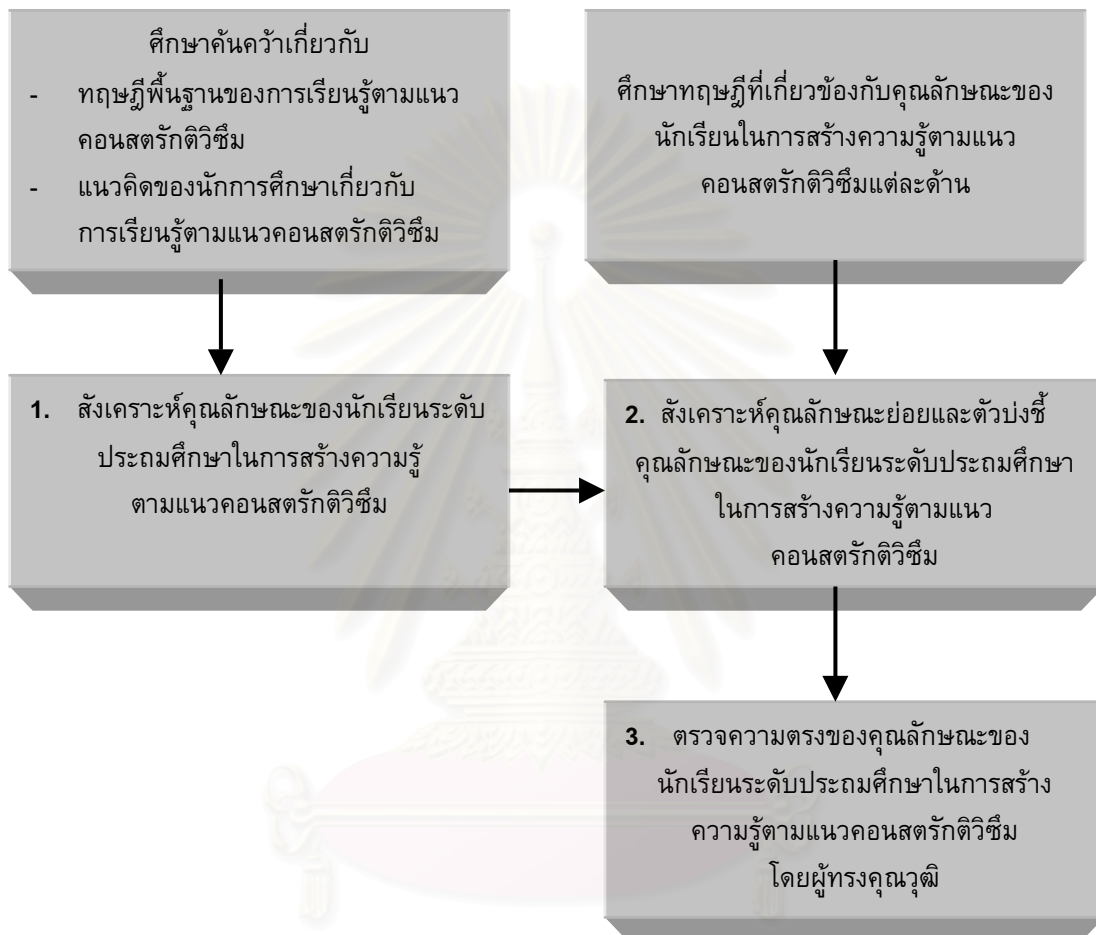 ศึกษาค้นคว้าเกี่ยวกับ
- ทฤษฎีพื้นฐานของการเรียนรู้ตามแนว
คอนสตรักติวิซึม
- แนวคิดของนักการศึกษาเกี่ยวกับ
การเรียนรู้ตามแนวคอนสตรักติวิซึม
ศึกษาทฤษฎีที่เกี่ยวข้องกับคุณลักษณะของ
นักเรียนในการสร้างความรู้ตามแนว
คอนสตรักติวิซึมแต่ละด้าน
1. สังเคราะห์คุณลักษณะของนักเรียนระดับ
ประถมศึกษาในการสร้างความรู้
ตามแนวคอนสตรักติวิซึม
2. สังเคราะห์คุณลักษณะย่อยและตัวบ่งชี้
คุณลักษณะของนักเรียนระดับประถมศึกษา
ในการสร้างความรู้ตามแนว
คอนสตรักติวิซึม
3. ตรวจความตรงของคุณลักษณะของ
นักเรียนระดับประถมศึกษาในการสร้าง
ความรู้ตามแนวคอนสตรักติวิซึม
โดยผู้ทรงคุณวุฒิ